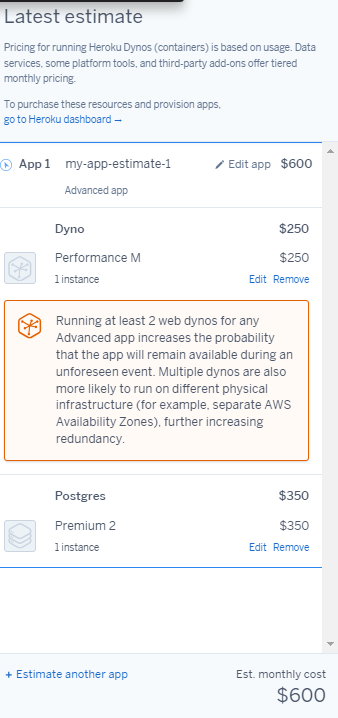 Latest estimate
Pricing for running Heroku Dynos (containers) is based on usage. Data
services, some platform tools, and third-party add-ons offer tiered
monthly pricing.
To purchase these resources and provision apps,
go to Heroku dashboard →
App 1 my-app-estimate-1 Edit app $600
Advanced app
Dyno $250
Performance M $250
1 instance Edit Remove
Running at least 2 web dynos for any
Advanced app increases the probability
that the app will remain available during an
unforeseen event. Multiple dynos are also
more likely to run on different physical
infrastructure (for example, separate AWS
Availability Zones), further increasing
redundancy.
Postgres $350
Premium 2 $350
1 instance Edit Remove
+ Estimate another app Est. monthly cost
$600